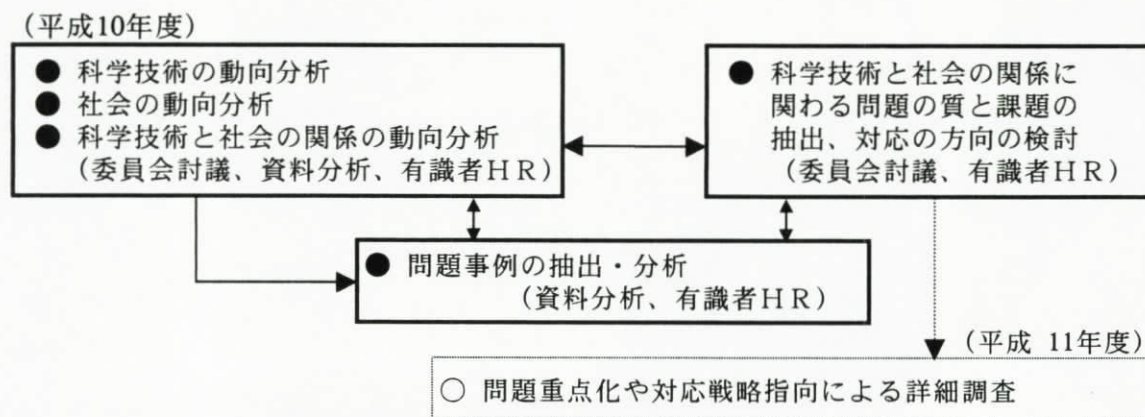 (平成10年度)
● 科学技術の動向分析
● 社会の動向分析
● 科学技術と社会の関係の動向分析
(委員会討議、資料分析、有識者HR)
● 科学技術と社会の関係に
関わる問題の質と課題の
抽出、対応の方向の検討
(委員会討議、有識者HR)
● 問題事例の抽出・分析
(資料分析、有識者HR)
(平成 11年度)
○ 問題重点化や対応戦略指向による詳細調査